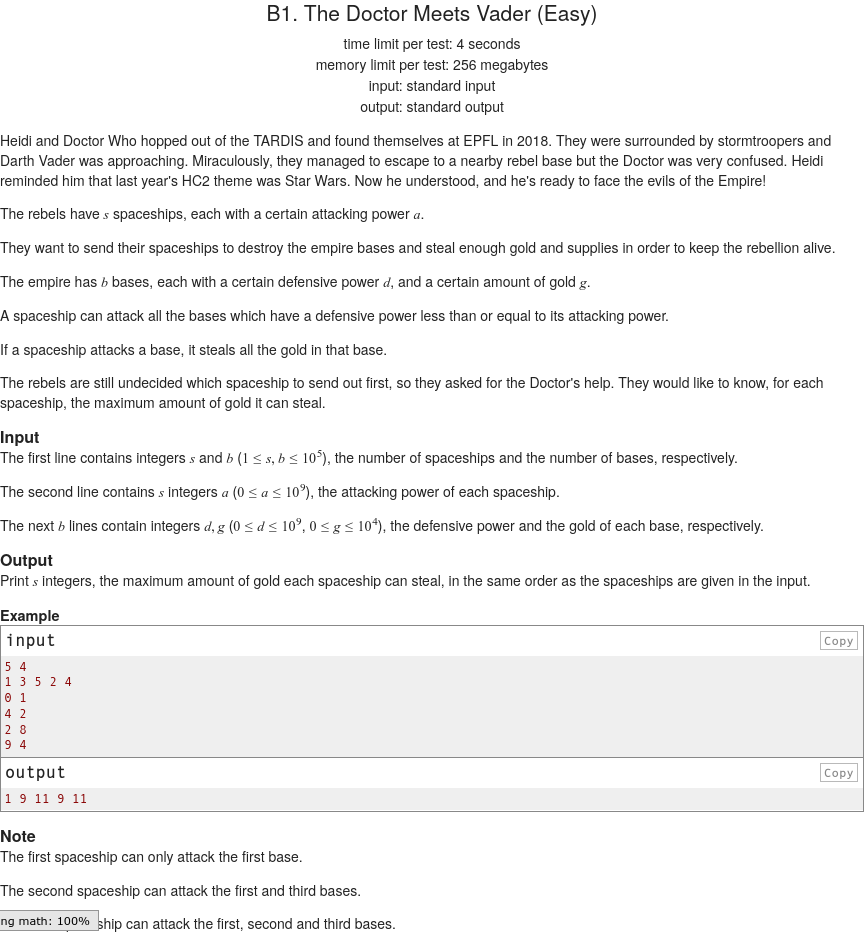 B1. The Doctor Meets Vader (Easy)
time limit per test: 4 seconds
memory limit per test: 256 megabytes
input: standard input
output: standard output
Heidi and Doctor Who hopped out of the TARDIS and found themselves at EPFL in 2018. They were surrounded by stormtroopers and
Darth Vader was approaching. Miraculously, they managed to escape to a nearby rebel base but the Doctor was very confused. Heidi
reminded him that last year's HC2 theme was Star Wars. Now he understood, and he's ready to face the evils of the Empire!
The rebels have s spaceships, each with a certain attacking power a.
They want to send their spaceships to destroy the empire bases and steal enough gold and supplies in order to keep the rebellion alive.
The empire has b bases, each with a certain defensive power d, and a certain amount of gold g.
A spaceship can attack all the bases which have a defensive power less than or equal to its attacking power.
If a spaceship attacks a base, it steals all the gold in that base.
The rebels are still undecided which spaceship to send out first, so they asked for the Doctor's help. They would like to know, for each
spaceship, the maximum amount of gold it can steal.
Input
The first line contains integers s and b (1 ≤ s, b ≤ 10⁵), the number of spaceships and the number of bases, respectively.
The second line contains s integers a (0 ≤ a ≤ 10⁹), the attacking power of each spaceship.
The next b lines contain integers d, g (0 ≤ d ≤ 10⁹, 0 ≤ g ≤ 10⁴), the defensive power and the gold of each base, respectively.
Output
Print s integers, the maximum amount of gold each spaceship can steal, in the same order as the spaceships are given in the input.
Example
input Copy
5 4
1 3 5 2 4
0 1
4 2
2 8
9 4
output Copy
1 9 11 9 11
Note
The first spaceship can only attack the first base.
The second spaceship can attack the first and third bases.
ng math: 100% ship can attack the first, second and third bases.